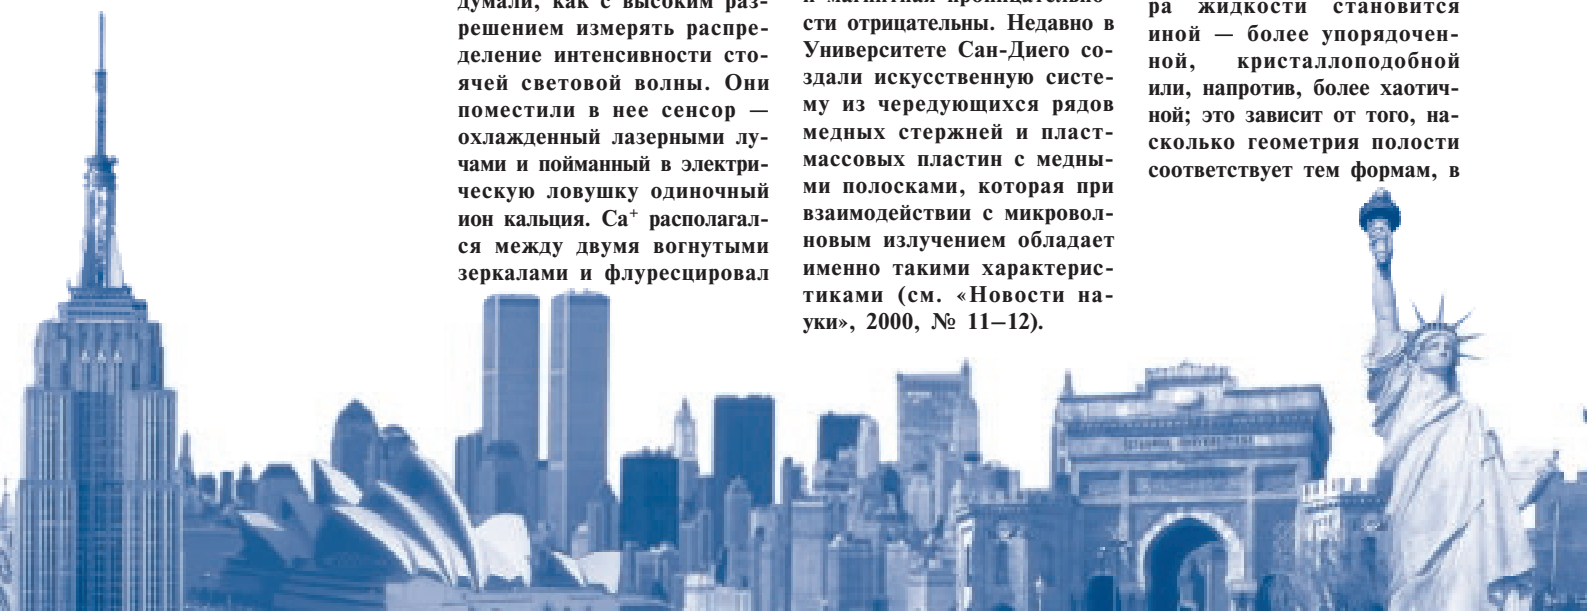 думали, как с высоким раз-
решением измерять распре-
деление интенсивности сто-
ячей световой волны. Они
поместили в нее сенсор —
охлажденный лазерными лу-
чами и пойманный в электри-
ческую ловушку одиночный
ион кальция. Ca⁺ располагал-
ся между двумя вогнутыми
зеркалами и флуресцировал
и магнитная проницательно-
сти отрицательны. Недавно в
Университете Сан-Диего со-
здали искусственную систе-
му из чередующихся рядов
медных стержней и пласт-
массовых пластин с медны-
ми полосками, которая при
взаимодействии с микровол-
новым излучением обладает
именно такими характерис-
тиками (см. «Новости на-
уки», 2000, № 11–12).
ра жидкости становится
иной — более упорядочен-
ной, кристаллоподобной
или, напротив, более хаотич-
ной; это зависит от того, на-
сколько геометрия полости
соответствует тем формам, в